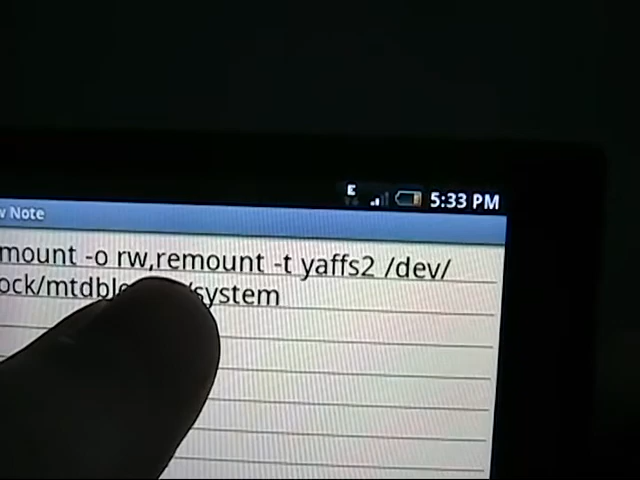 E 5:33 PM
w Note
mount -o rw,remount -t yaffs2 /dev/
ock/mtdbl /system